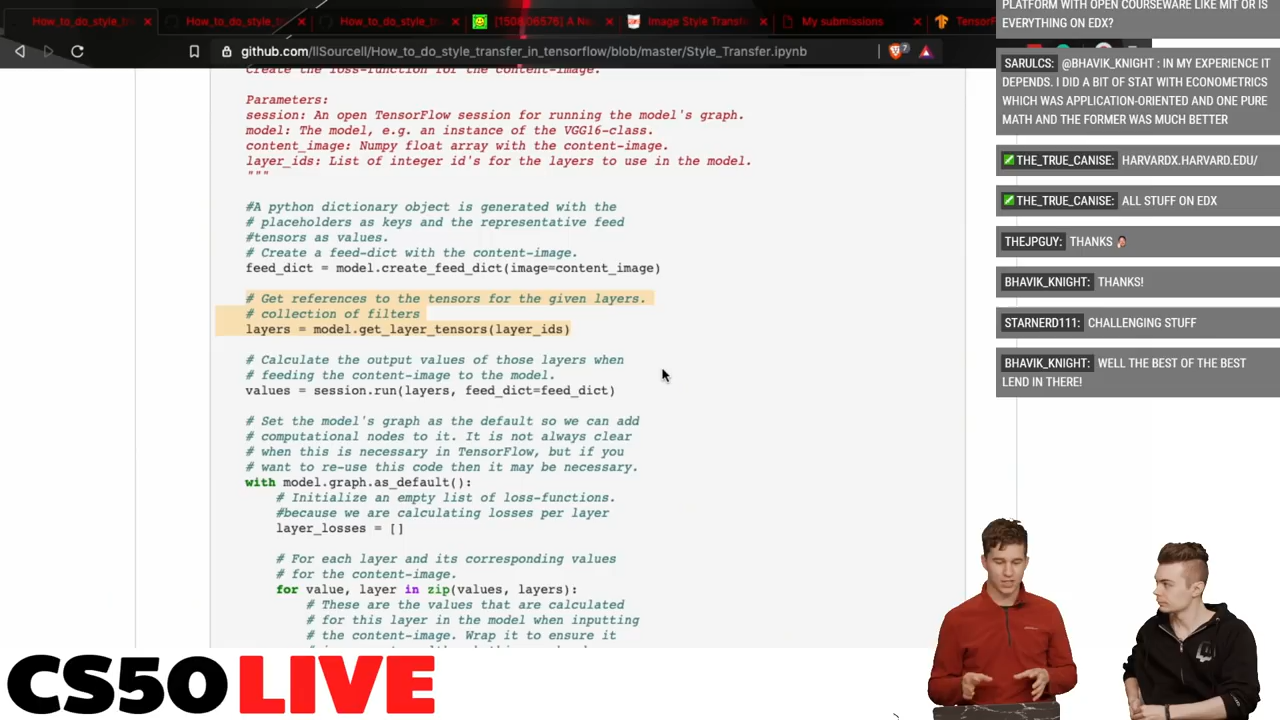 How_to_do_style_tr
How_to_do_style_t
How_to_do_style_tr
[1508.06576] A Ne
Image Style Transf
My submissions
TensorF
github.com/llSourcell/How_to_do_style_transfer_in_tensorflow/blob/master/Style_Transfer.ipynb
7
Create the loss-function for the content-image.
Parameters:
session: An open TensorFlow session for running the model's graph.
model: The model, e.g. an instance of the VGG16-class.
content_image: Numpy float array with the content-image.
layer_ids: List of integer id's for the layers to use in the model.
"""
#A python dictionary object is generated with the
# placeholders as keys and the representative feed
#tensors as values.
# Create a feed-dict with the content-image.
feed_dict = model.create_feed_dict(image=content_image)
# Get references to the tensors for the given layers.
# collection of filters
layers = model.get_layer_tensors(layer_ids)
# Calculate the output values of those layers when
# feeding the content-image to the model.
values = session.run(layers, feed_dict=feed_dict)
# Set the model's graph as the default so we can add
# computational nodes to it. It is not always clear
# when this is necessary in TensorFlow, but if you
# want to re-use this code then it may be necessary.
with model.graph.as_default():
# Initialize an empty list of loss-functions.
#because we are calculating losses per layer
layer_losses = []
# For each layer and its corresponding values
# for the content-image.
for value, layer in zip(values, layers):
# These are the values that are calculated
# for this layer in the model when inputting
# the content-image. Wrap it to ensure it
PLATFORM WITH OPEN COURSEWARE LIKE MIT OR IS
EVERYTHING ON EDX?
SARULCS: @BHAVIK_KNIGHT : IN MY EXPERIENCE IT
DEPENDS. I DID A BIT OF STAT WITH ECONOMETRICS
WHICH WAS APPLICATION-ORIENTED AND ONE PURE
MATH AND THE FORMER WAS MUCH BETTER
THE_TRUE_CANISE: HARVARDX.HARVARD.EDU/
THE_TRUE_CANISE: ALL STUFF ON EDX
THEJPGUY: THANKS
BHAVIK_KNIGHT: THANKS!
STARNERD111: CHALLENGING STUFF
BHAVIK_KNIGHT: WELL THE BEST OF THE BEST
LEND IN THERE!
CS50 LIVE